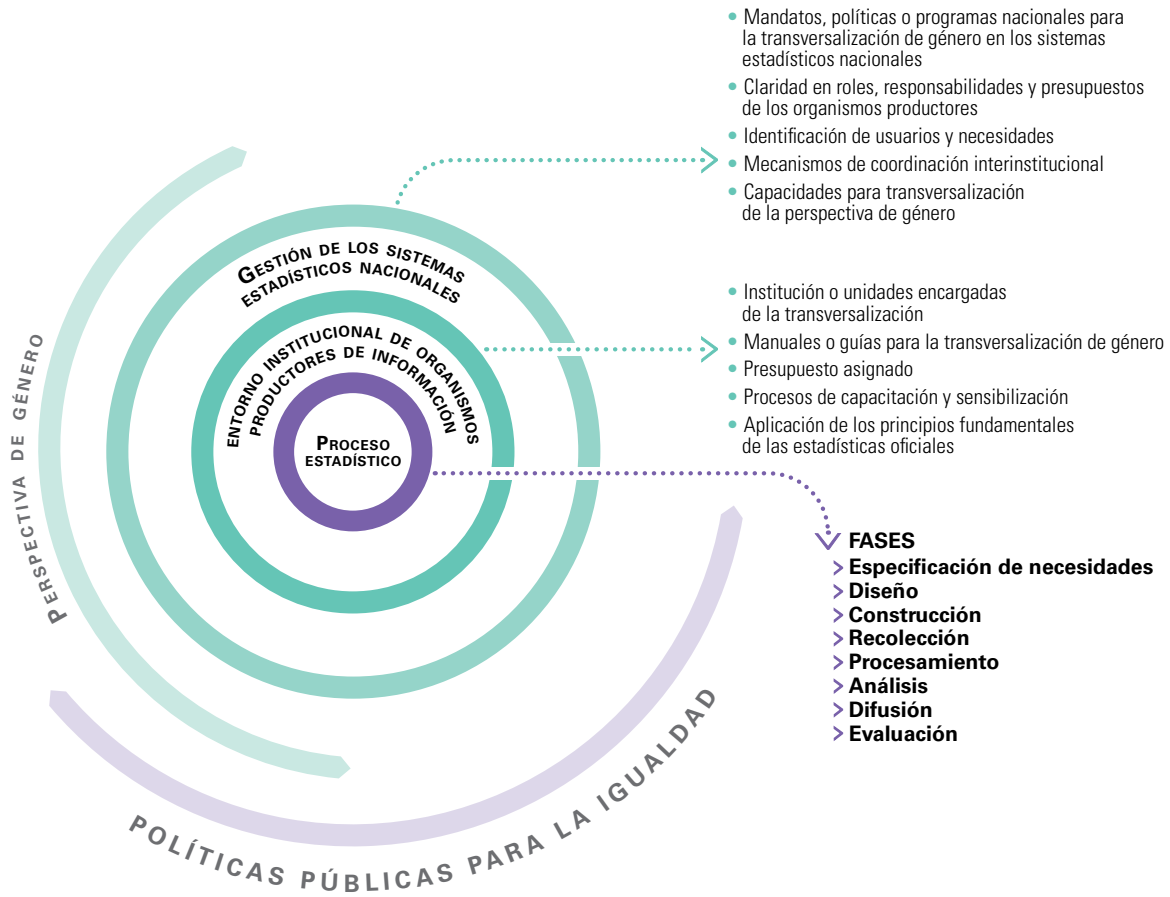 Mandatos, políticas o programas nacionales para
la transversalización de género en los sistemas
estadísticos nacionales
Claridad en roles, responsabilidades y presupuestos
de los organismos productores
Identificación de usuarios y necesidades
Mecanismos de coordinación interinstitucional
Capacidades para transversalización
de la perspectiva de género
GESTIÓN DE LOS SISTEMAS
ESTADÍSTICOS NACIONALES
ENTORNO INSTITUCIONAL DE ORGANISMOS
PRODUCTORES DE INFORMACIÓN
PROCESO
ESTADÍSTICO
Institución o unidades encargadas
de la transversalización
Manuales o guías para la transversalización de género
Presupuesto asignado
Procesos de capacitación y sensibilización
Aplicación de los principios fundamentales
de las estadísticas oficiales
PERSPECTIVA DE GÉNERO
FASES
> Especificación de necesidades
> Diseño
> Construcción
> Recolección
> Procesamiento
> Análisis
> Difusión
> Evaluación
POLÍTICAS PÚBLICAS PARA LA IGUALDAD